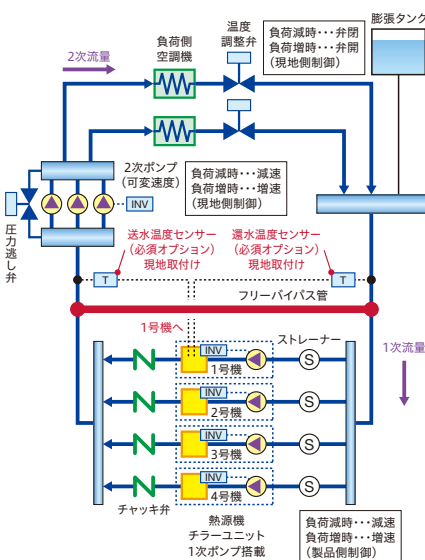 2次流量
負荷側
空調機
温度
調整弁
負荷減時・・・弁閉
負荷増時・・・弁開
(現地側制御)
膨張タンク
2次ポンプ
(可変速度)
INV
負荷減時・・・減速
負荷増時・・・増速
(現地側制御)
圧力逃し弁
送水温度センサー
(必須オプション)
現地取付け
還水温度センサー
(必須オプション)
現地取付け
T
T
フリーバイパス管
1号機へ
ストレーナー
1次流量
INV
1号機
S
INV
2号機
S
INV
3号機
S
INV
4号機
S
チャッキ弁
熱源機
チラーユニット
1次ポンプ搭載
負荷減時・・・減速
負荷増時・・・増速
(製品側制御)